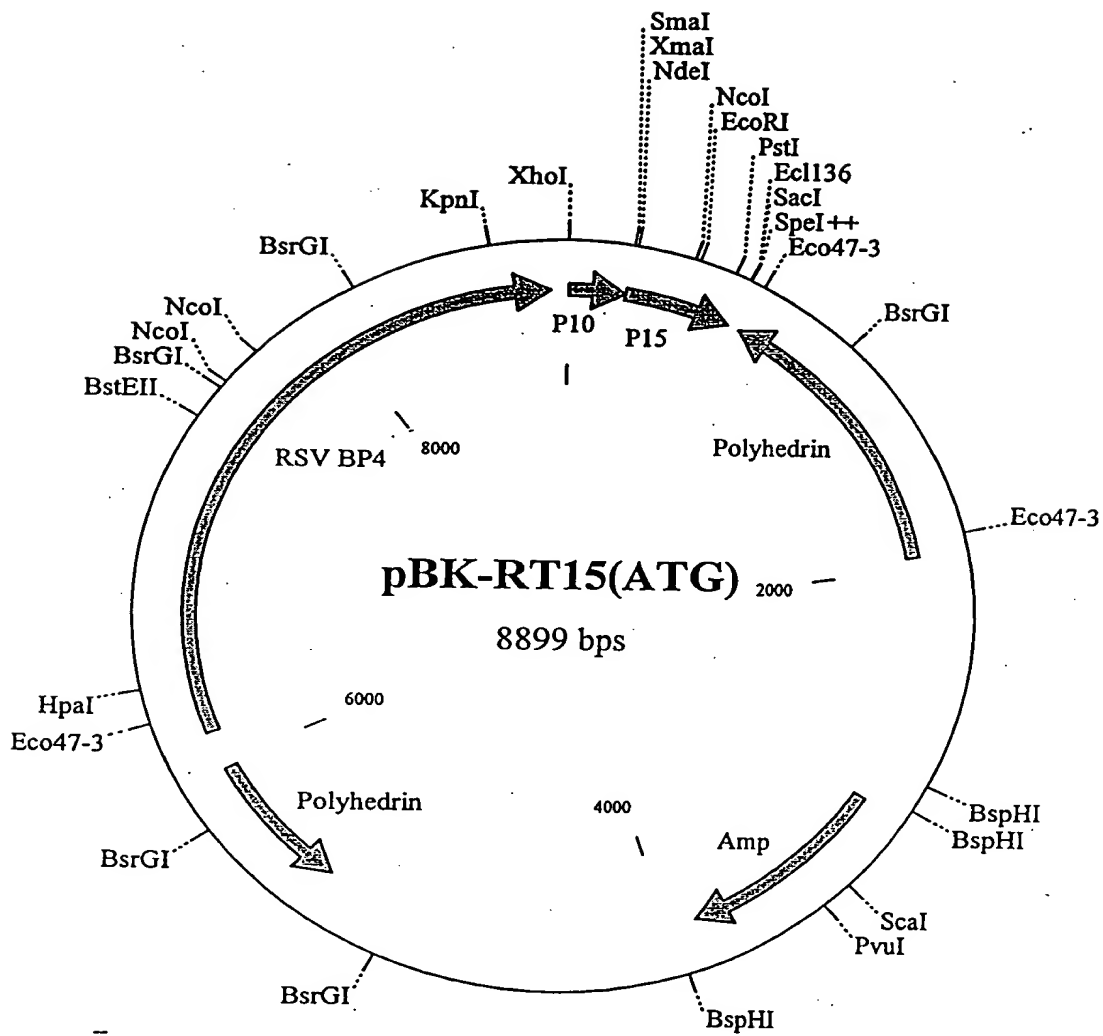 SmaI
XmaI
NdeI
NcoI
EcoRI
PstI
Ecl136
SacI
SpeI++
Eco47-3
XhoI
KpnI
BsrGI
NcoI
NcoI
BsrGI
BstEII
BsrGI
P10
P15
RSV BP4
8000
Polyhedrin
Eco47-3
pBK-RT15(ATG)
8899 bps
2000
HpaI
Eco47-3
6000
Polyhedrin
4000
Amp
BspHI
BspHI
BsrGI
ScaI
PvuI
BsrGI
BspHI